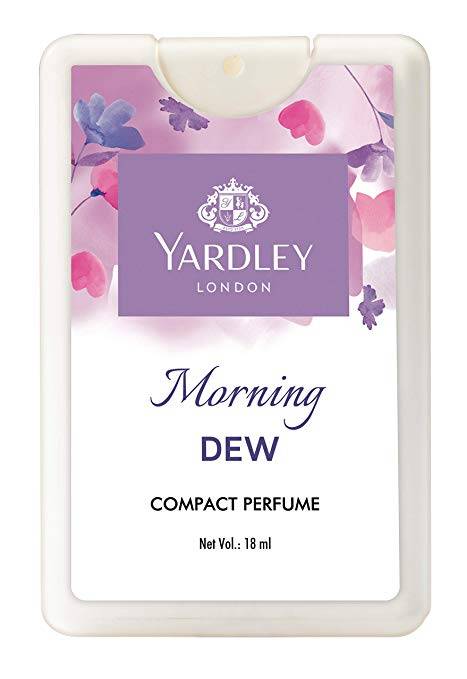 YARDLEY
LONDON
Morning
DEW
COMPACT PERFUME
Net Vol.: 18 ml